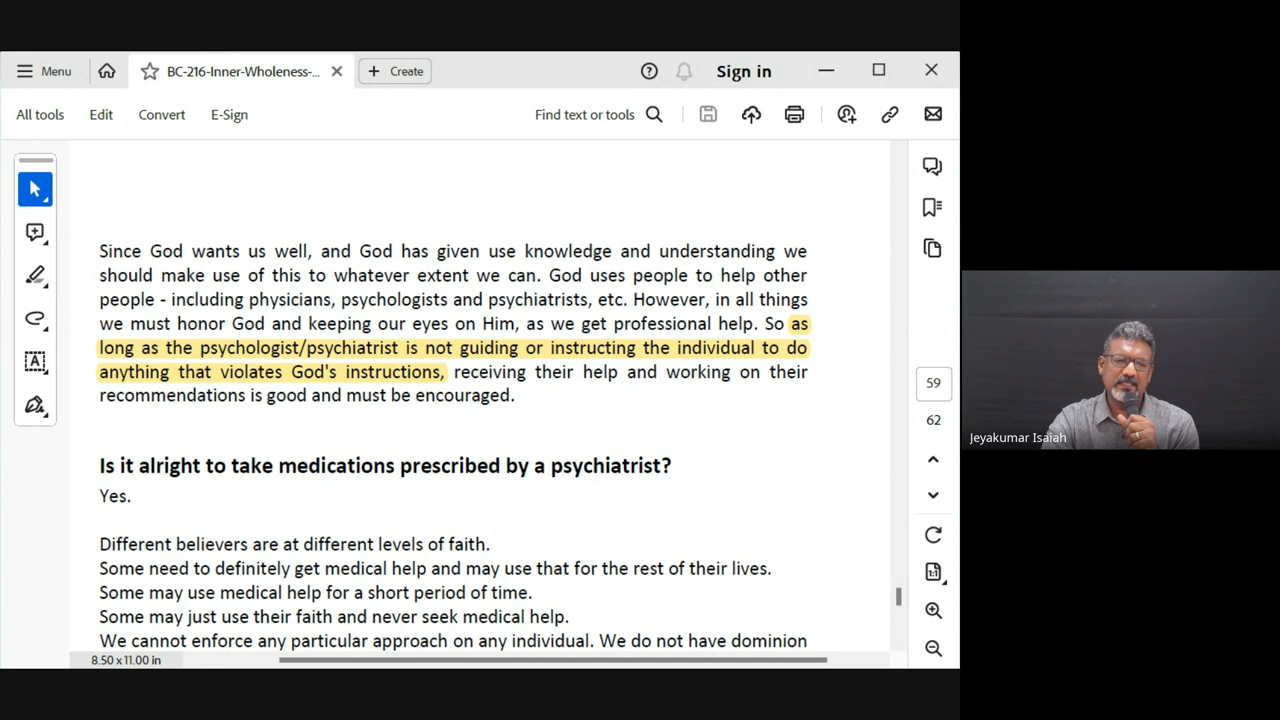 Menu
BC-216-Inner-Wholeness-...
Create
Sign in
All tools
Edit
Convert
E-Sign
Find text or tools
Since God wants us well, and God has given use knowledge and understanding we
should make use of this to whatever extent we can. God uses people to help other
people - including physicians, psychologists and psychiatrists, etc. However, in all things
we must honor God and keeping our eyes on Him, as we get professional help. So as
long as the psychologist/psychiatrist is not guiding or instructing the individual to do
anything that violates God's instructions, receiving their help and working on their
recommendations is good and must be encouraged.
Is it alright to take medications prescribed by a psychiatrist?
Yes.
Different believers are at different levels of faith.
Some need to definitely get medical help and may use that for the rest of their lives.
Some may use medical help for a short period of time.
Some may just use their faith and never seek medical help.
We cannot enforce any particular approach on any individual. We do not have dominion
8.50 x 11.00 in
59
62
1:1
Jeyakumar Isaiah